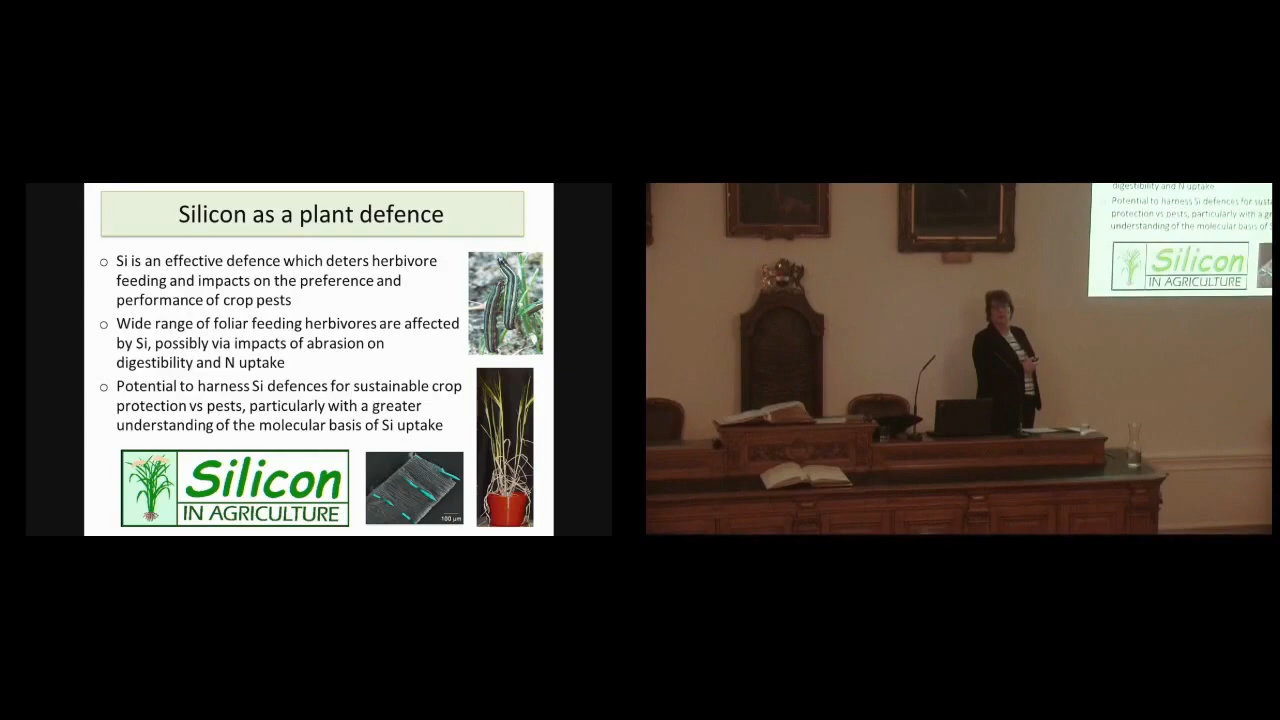 Silicon as a plant defence
o Si is an effective defence which deters herbivore
feeding and impacts on the preference and
performance of crop pests
o Wide range of foliar feeding herbivores are affected
by Si, possibly via impacts of abrasion on
digestibility and N uptake
o Potential to harness Si defences for sustainable crop
protection vs pests, particularly with a greater
understanding of the molecular basis of Si uptake
Silicon
IN AGRICULTURE
100 µm
digestibility and N uptake
Potential to harness Si defences for susta
protection vs pests, particularly with a gr
understanding of the molecular basis of S
Silicon
IN AGRICULTURE